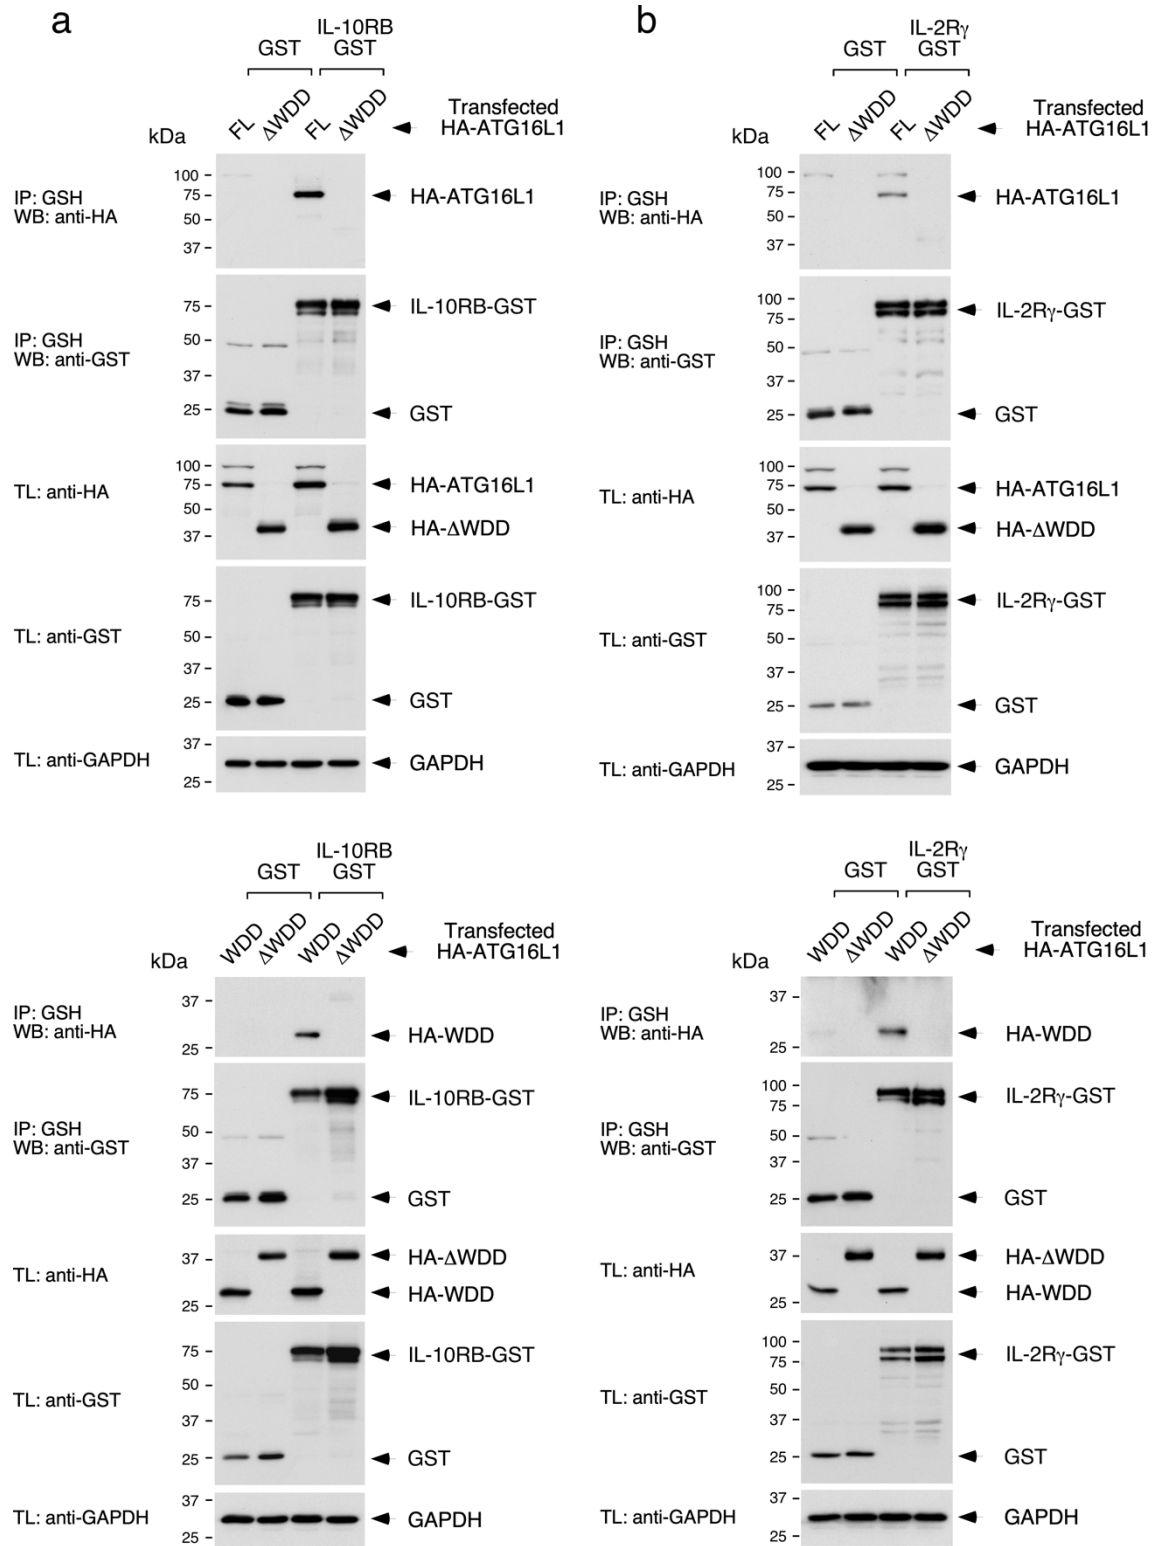 a
IL-10RB
GST GST
FL ΔWDD FL ΔWDD
Transfected
HA-ATG16L1
kDa
IP: GSH
WB: anti-HA
100
75
50
37
HA-ATG16L1
IP: GSH
WB: anti-GST
75
50
37
25
IL-10RB-GST
GST
TL: anti-HA
100
75
50
37
HA-ATG16L1
HA-ΔWDD
TL: anti-GST
75
50
37
25
IL-10RB-GST
GST
TL: anti-GAPDH
37
25
GAPDH
b
IL-2Rγ
GST GST
FL ΔWDD FL ΔWDD
Transfected
HA-ATG16L1
kDa
IP: GSH
WB: anti-HA
100
75
50
37
HA-ATG16L1
IP: GSH
WB: anti-GST
100
75
50
37
25
IL-2Rγ-GST
GST
TL: anti-HA
100
75
50
37
HA-ATG16L1
HA-ΔWDD
TL: anti-GST
100
75
50
37
25
IL-2Rγ-GST
GST
TL: anti-GAPDH
37
25
GAPDH
IL-10RB
GST GST
WDD ΔWDD WDD ΔWDD
Transfected
HA-ATG16L1
kDa
IP: GSH
WB: anti-HA
37
25
HA-WDD
IP: GSH
WB: anti-GST
75
50
37
25
IL-10RB-GST
GST
TL: anti-HA
37
25
HA-ΔWDD
HA-WDD
TL: anti-GST
75
50
37
25
IL-10RB-GST
GST
TL: anti-GAPDH
37
25
GAPDH
IL-2Rγ
GST GST
WDD ΔWDD WDD ΔWDD
Transfected
HA-ATG16L1
kDa
IP: GSH
WB: anti-HA
37
25
HA-WDD
IP: GSH
WB: anti-GST
100
75
50
37
25
IL-2Rγ-GST
GST
TL: anti-HA
37
25
HA-ΔWDD
HA-WDD
TL: anti-GST
100
75
50
37
25
IL-2Rγ-GST
GST
TL: anti-GAPDH
37
25
GAPDH